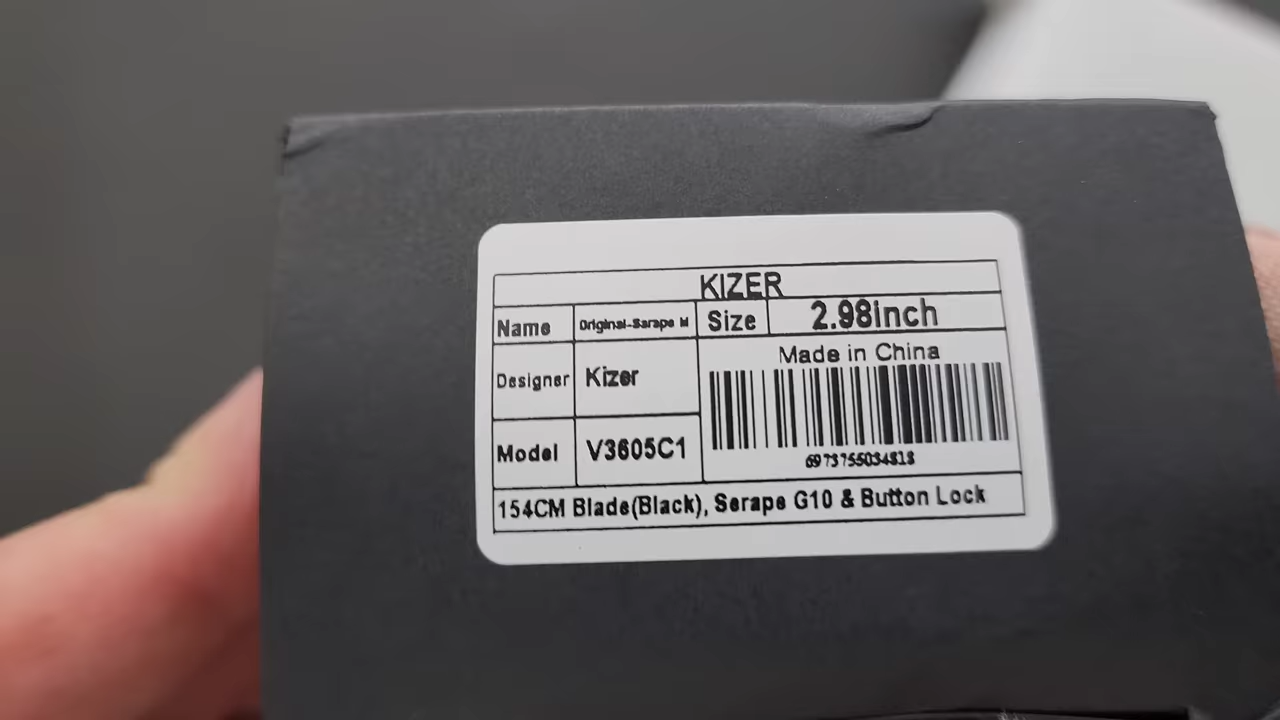 KIZER
Name Original-Serape M Size 2.98inch
Designer Kizer
Made in China
Model V3605C1
6973755034818
154CM Blade(Black), Serape G10 & Button Lock